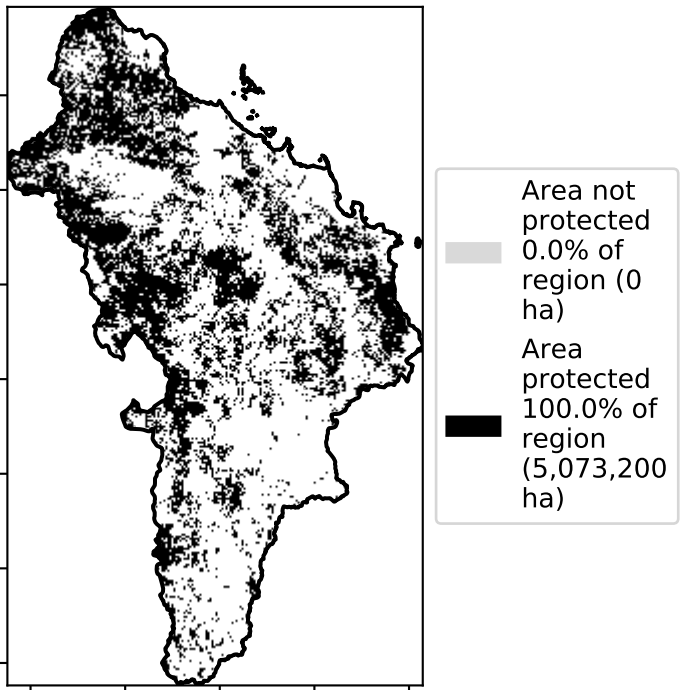 Area not
protected
0.0% of
region (0
ha)
Area
protected
100.0% of
region
(5,073,200
ha)